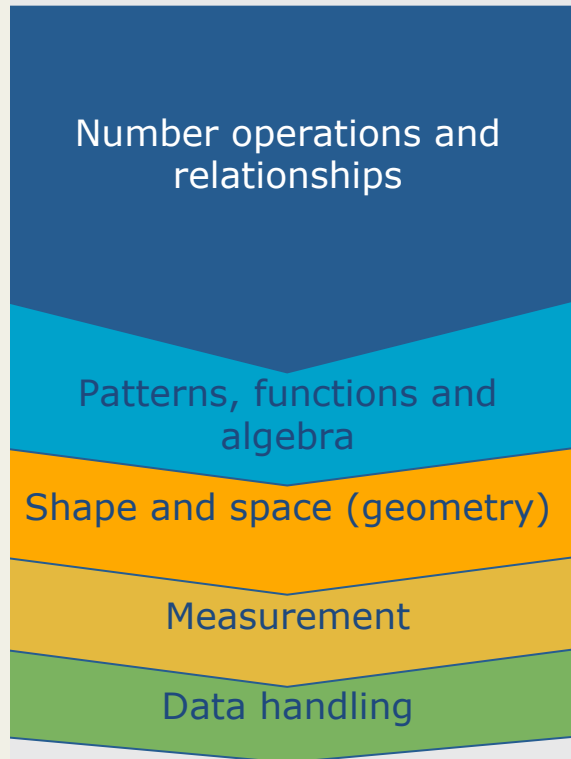 Number operations and
relationships
Patterns, functions and
algebra
Shape and space (geometry)
Measurement
Data handling